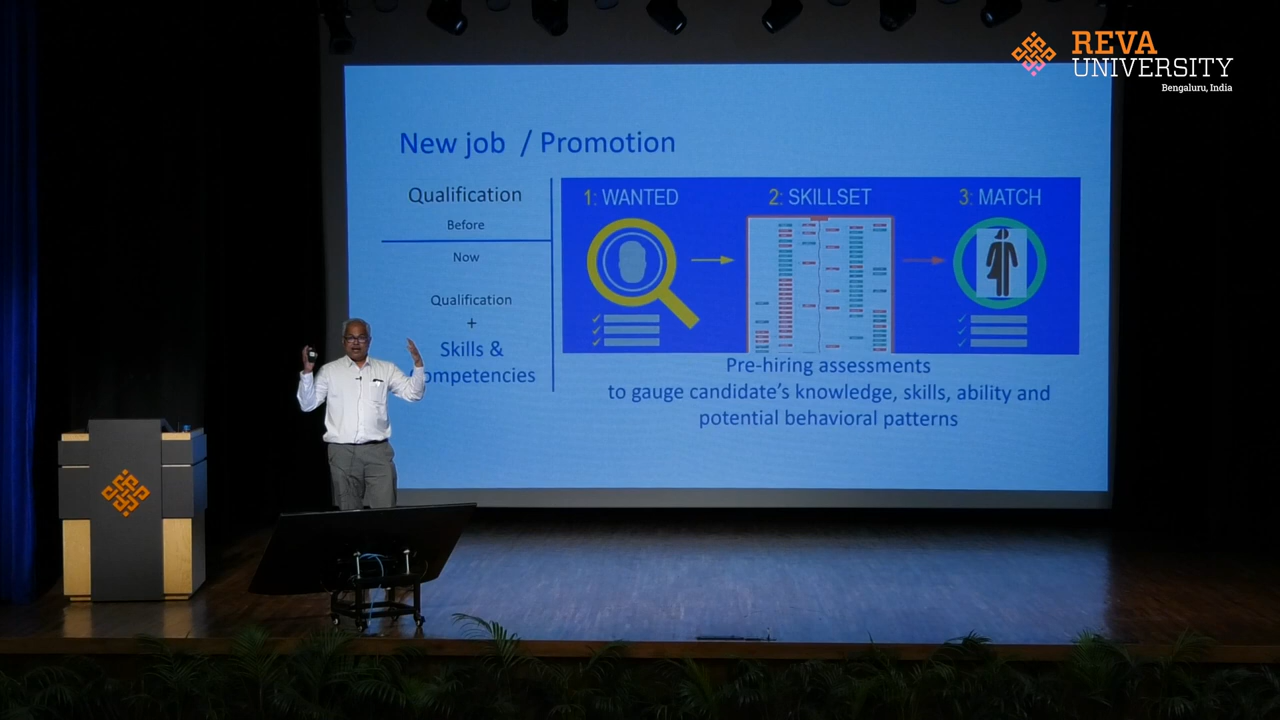 REVA
UNIVERSITY
Bengaluru, India
New job / Promotion
Qualification
Before
Now
Qualification
+
Skills &
ompetencies
1: WANTED
2: SKILLSET
3: MATCH
Pre-hiring assessments
to gauge candidate's knowledge, skills, ability and
potential behavioral patterns